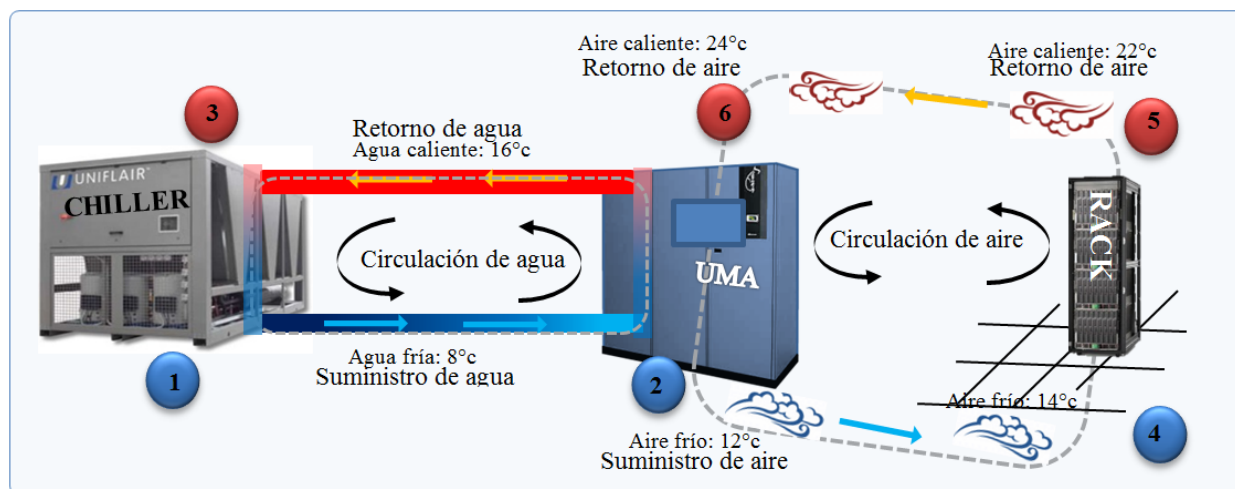 Aire caliente: 24°c
Retorno de aire
Aire caliente: 22°c
Retorno de aire
3
6
5
Retorno de agua
Agua caliente: 16°c
UNIFLAIR™
CHILLER
RACK
Circulación de agua
UMA
Circulación de aire
Agua fría: 8°c
Suministro de agua
1
2
Aire frío: 14°c
4
Aire frío: 12°c
Suministro de aire